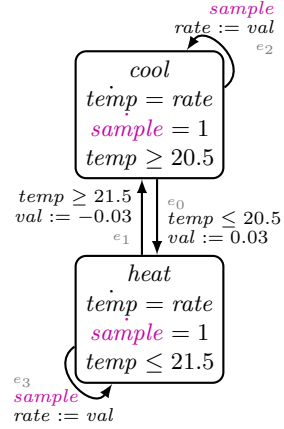 sample
rate := val
e₂
cool
temp̊ = rate
sample̊ = 1
temp ≥ 20.5
temp ≥ 21.5
val := −0.03
e₁
e₀
temp ≤ 20.5
val := 0.03
heat
temp̊ = rate
sample̊ = 1
temp ≤ 21.5
e₃
sample
rate := val